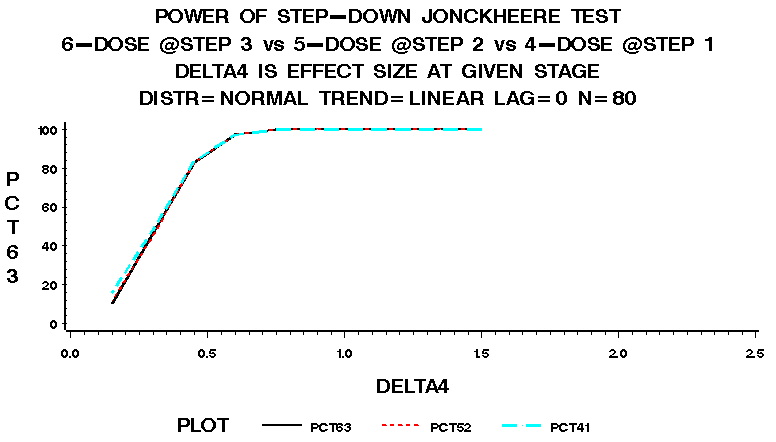 POWER OF STEP-DOWN JONCKHEERE TEST
6-DOSE @STEP 3 vs 5-DOSE @STEP 2 vs 4-DOSE @STEP 1
DELTA4 IS EFFECT SIZE AT GIVEN STAGE
DISTR=NORMAL TREND=LINEAR LAG=0 N=80
PCT63
100
80
60
40
20
0
0.0 0.5 1.0 1.5 2.0 2.5
DELTA4
PLOT PCT63 PCT52 PCT41